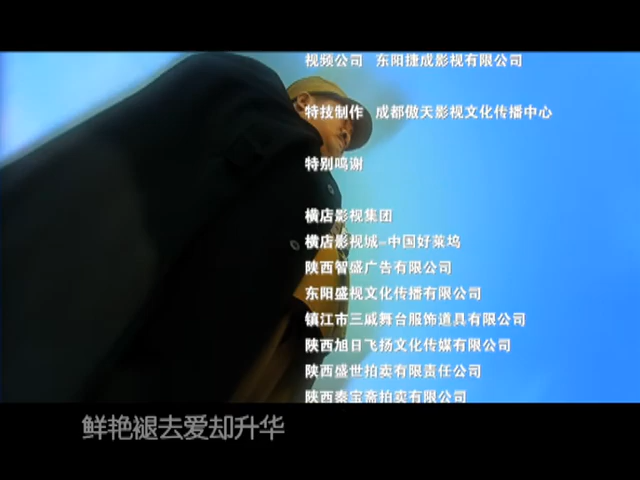 视频公司 东阳捷成影视有限公司
特技制作 成都傲天影视文化传播中心
特别鸣谢
横店影视集团
横店影视城-中国好莱坞
陕西智盛广告有限公司
东阳盛视文化传播有限公司
镇江市三戚舞台服饰道具有限公司
陕西旭日飞扬文化传媒有限公司
陕西盛世拍卖有限责任公司
陕西秦宝斋拍卖有限公司
鲜艳褪去爱却升华